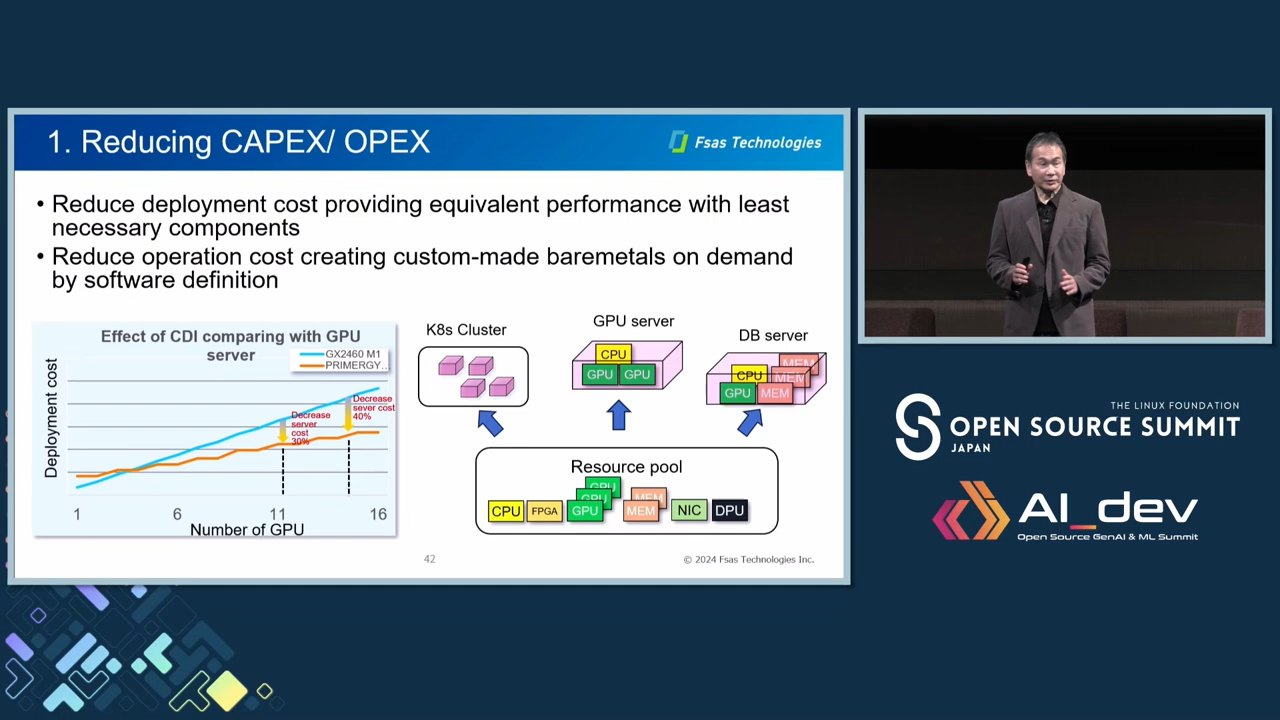 1. Reducing CAPEX/ OPEX
Fsas Technologies
• Reduce deployment cost providing equivalent performance with least
necessary components
• Reduce operation cost creating custom-made baremetals on demand
by software definition
Effect of CDI comparing with GPU
server
GX2460 M1
PRIMERGY..
Deployment cost
Decrease
server
cost
30%
Decrease
sever cost
40%
1
6
11
16
Number of GPU
K8s Cluster
GPU server
DB server
CPU
GPU
GPU
MEM
CPU
MEM
GPU
MEM
Resource pool
GPU
GPU
MEM
CPU
FPGA
GPU
MEM
NIC
DPU
42
© 2024 Fsas Technologies Inc.
THE LINUX FOUNDATION
OPEN SOURCE SUMMIT
JAPAN
AI_dev
Open Source GenAI & ML Summit